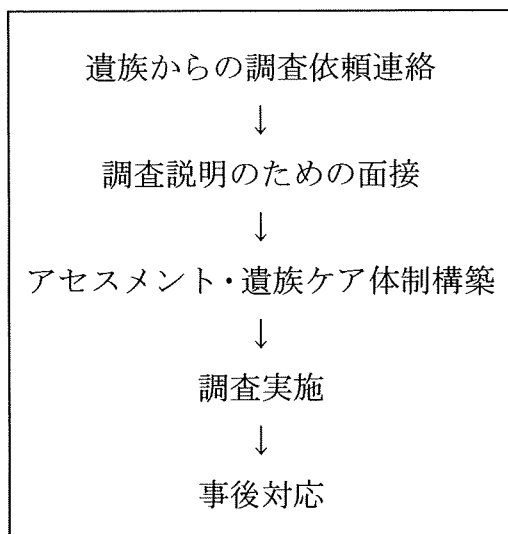 遺族からの調査依頼連絡
↓
調査説明のための面接
↓
アセスメント・遺族ケア体制構築
↓
調査実施
↓
事後対応